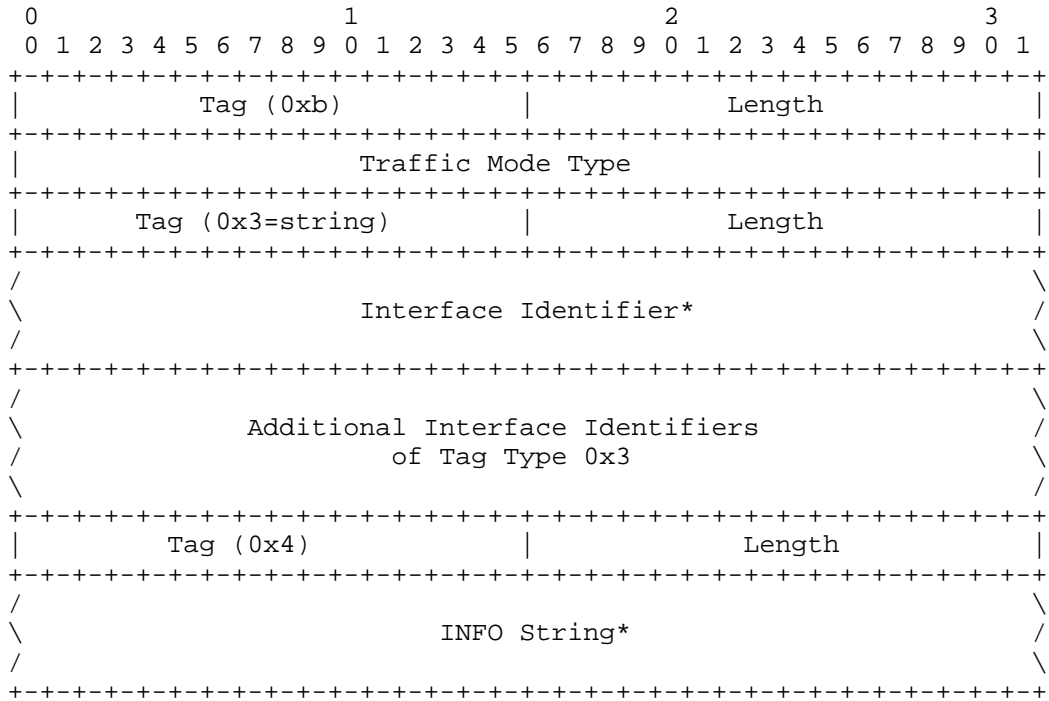 0                   1                   2                   3
 0 1 2 3 4 5 6 7 8 9 0 1 2 3 4 5 6 7 8 9 0 1 2 3 4 5 6 7 8 9 0 1
+-+-+-+-+-+-+-+-+-+-+-+-+-+-+-+-+-+-+-+-+-+-+-+-+-+-+-+-+-+-+-+-+
|           Tag (0xb)           |            Length             |
+-+-+-+-+-+-+-+-+-+-+-+-+-+-+-+-+-+-+-+-+-+-+-+-+-+-+-+-+-+-+-+-+
|                     Traffic Mode Type                         |
+-+-+-+-+-+-+-+-+-+-+-+-+-+-+-+-+-+-+-+-+-+-+-+-+-+-+-+-+-+-+-+-+
|       Tag (0x3=string)        |            Length             |
+-+-+-+-+-+-+-+-+-+-+-+-+-+-+-+-+-+-+-+-+-+-+-+-+-+-+-+-+-+-+-+-+
/                                                               \
\                     Interface Identifier*                     /
/                                                               \
+-+-+-+-+-+-+-+-+-+-+-+-+-+-+-+-+-+-+-+-+-+-+-+-+-+-+-+-+-+-+-+-+
/                                                               \
\              Additional Interface Identifiers                 /
/                       of Tag Type 0x3                         \
\                                                               /
+-+-+-+-+-+-+-+-+-+-+-+-+-+-+-+-+-+-+-+-+-+-+-+-+-+-+-+-+-+-+-+-+
|         Tag (0x4)             |             Length            |
+-+-+-+-+-+-+-+-+-+-+-+-+-+-+-+-+-+-+-+-+-+-+-+-+-+-+-+-+-+-+-+-+
/                                                               \
\                          INFO String*                         /
/                                                               \
+-+-+-+-+-+-+-+-+-+-+-+-+-+-+-+-+-+-+-+-+-+-+-+-+-+-+-+-+-+-+-+-+